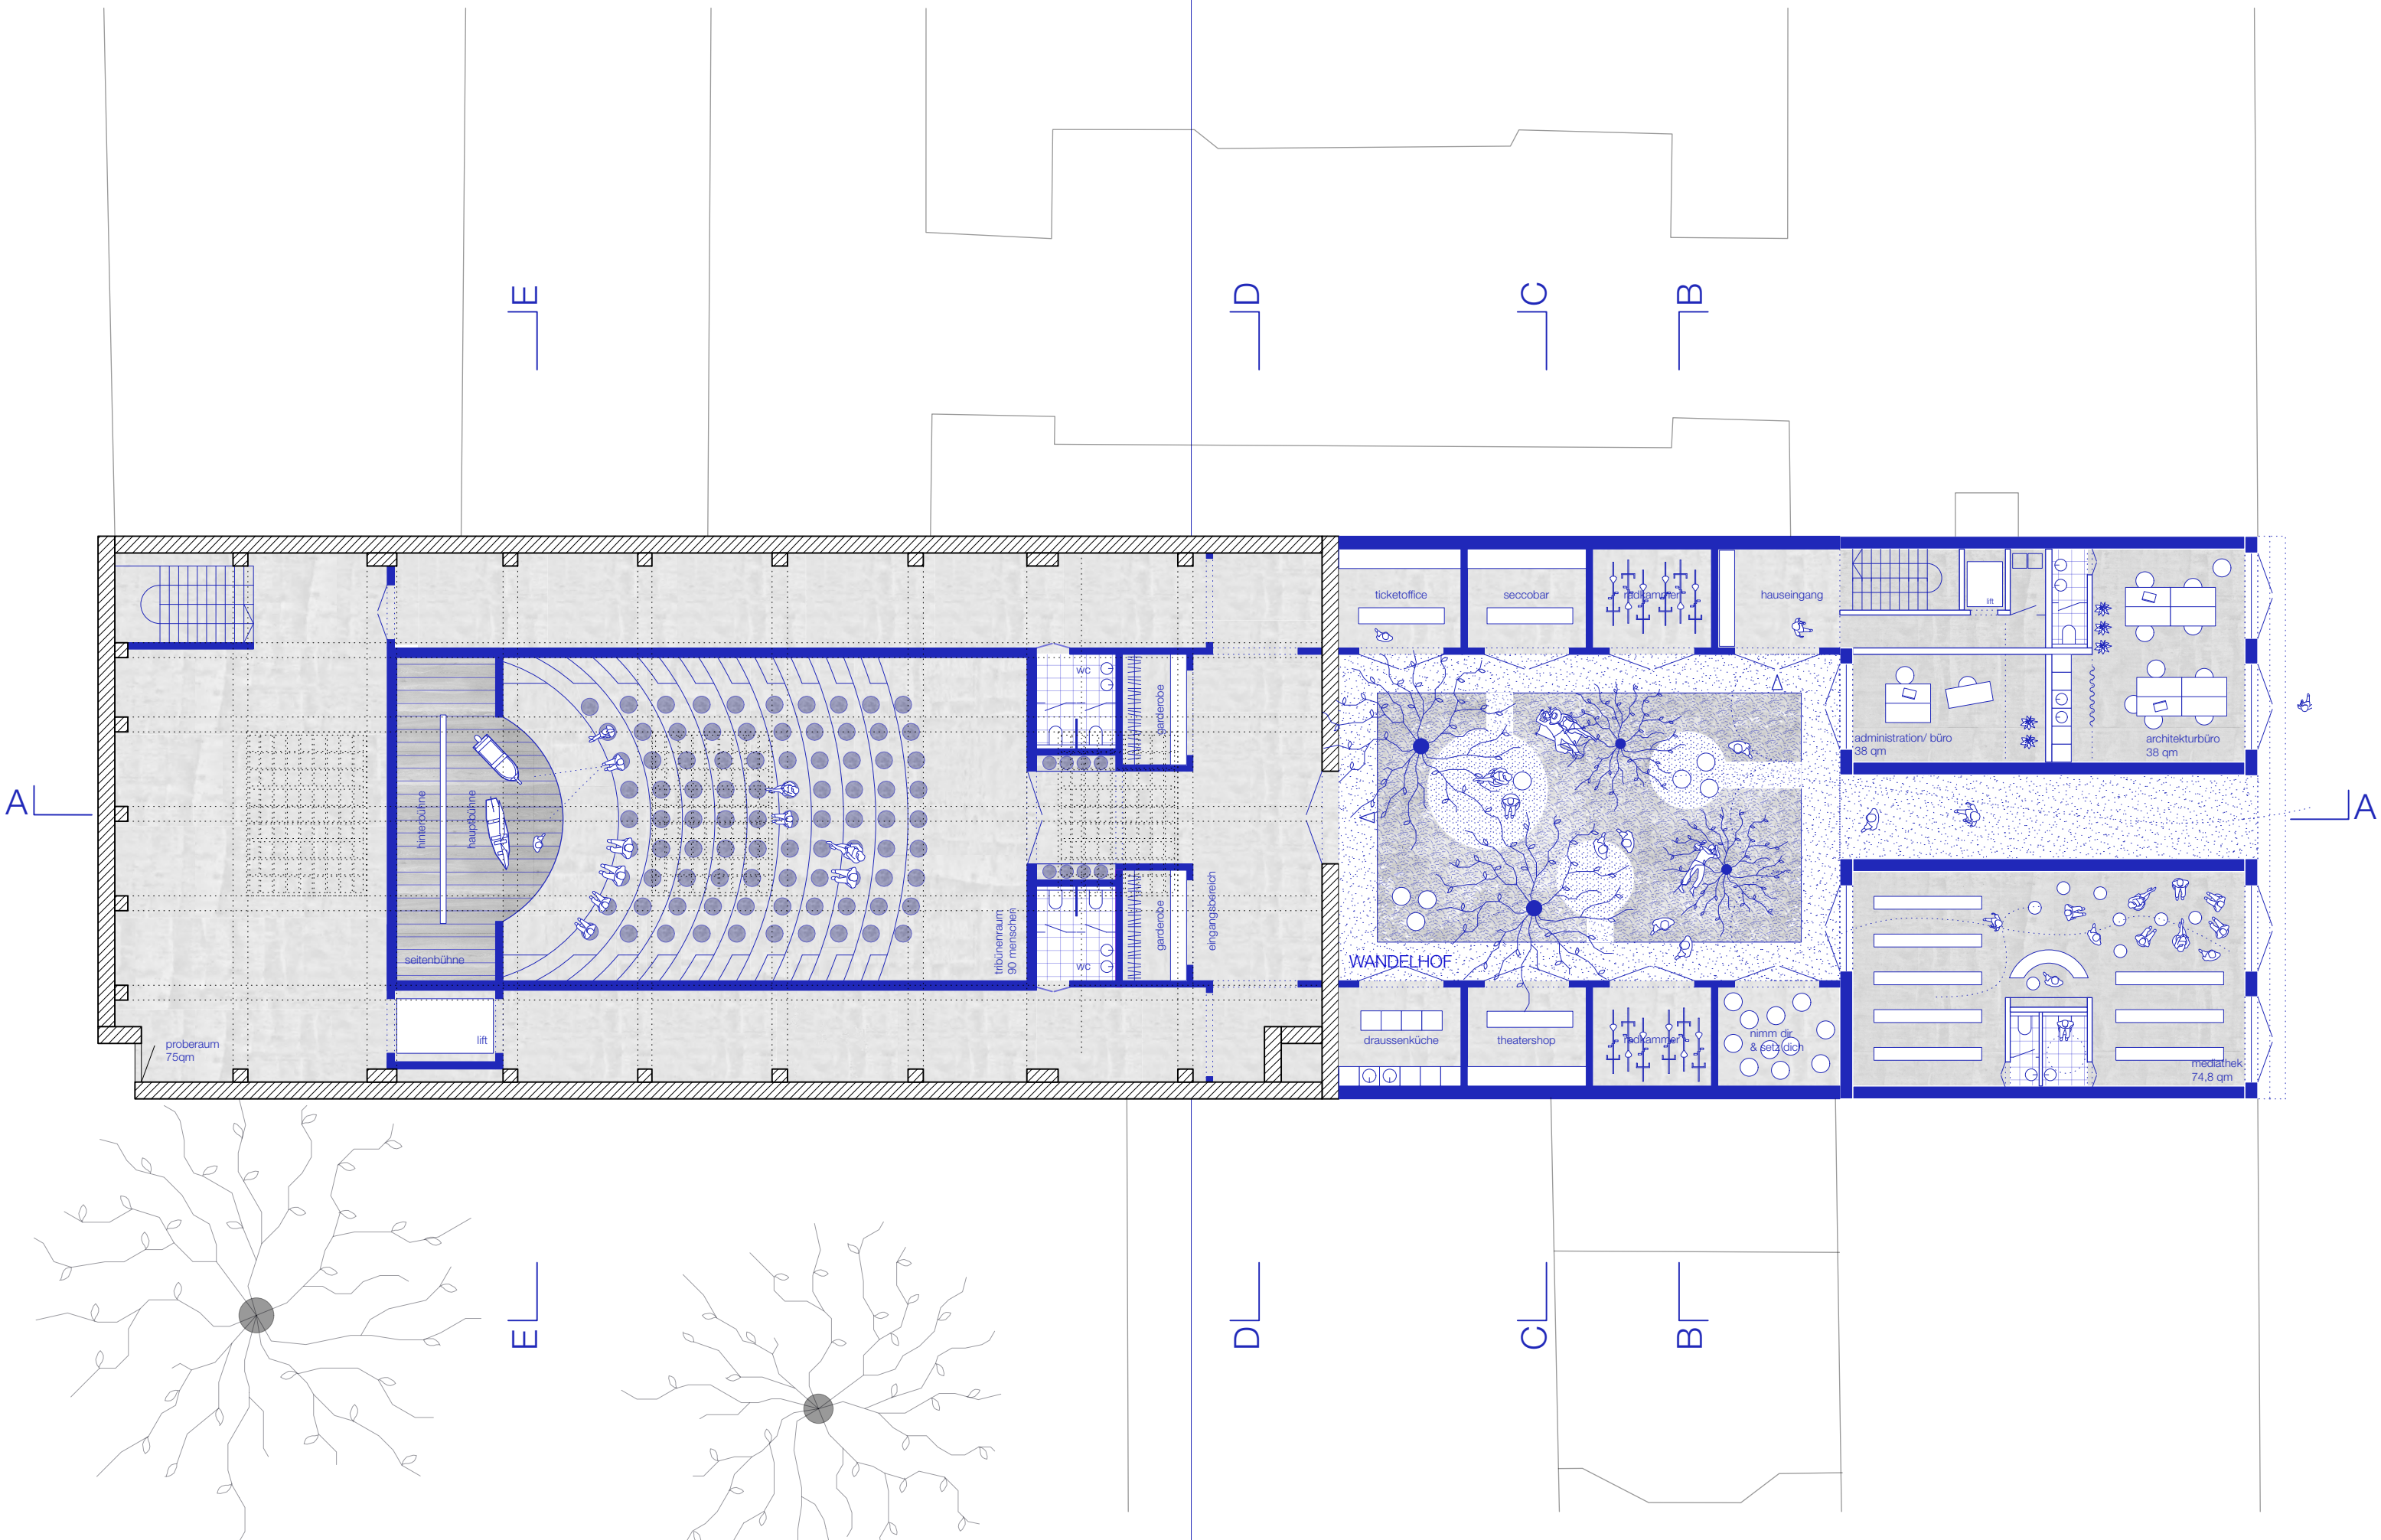 E
D
C
B
A
A
ticketoffice
seccobar
radkammer
hauseingang
lift
wc
garderobe
administration/ büro
38 qm
architekturbüro
38 qm
hinterbühne
hauptbühne
seitenbühne
tribünenraum
90 menschen
wc
garderobe
eingangsbereich
WANDELHOF
proberaum
75qm
lift
draussenküche
theatershop
radkammer
nimm dir
& setz dich
mediathek
74,8 qm
E
D
C
B